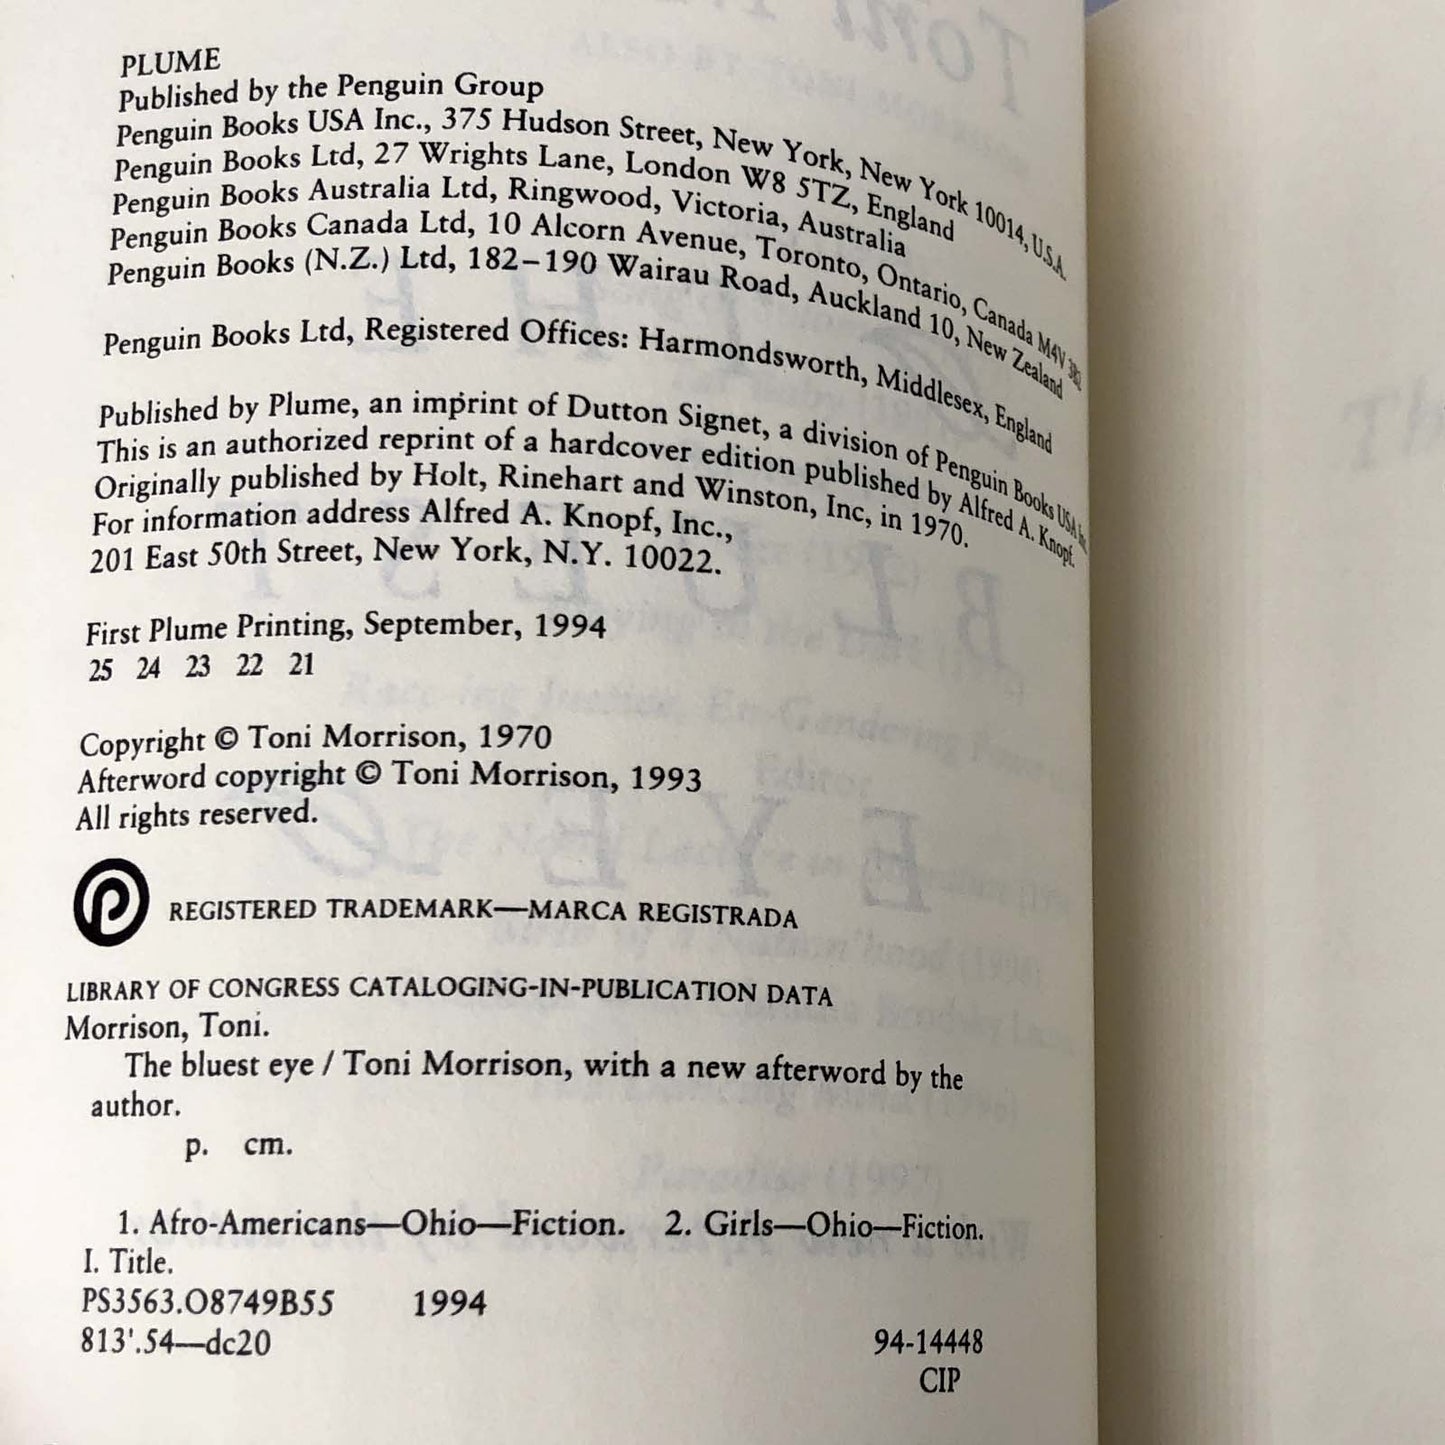 PLUME
Published by the Penguin Group
Penguin Books USA Inc., 375 Hudson Street, New York, New York 10014, U.S.A.
Penguin Books Ltd, 27 Wrights Lane, London W8 5TZ, England
Penguin Books Australia Ltd, Ringwood, Victoria, Australia
Penguin Books Canada Ltd, 10 Alcorn Avenue, Toronto, Ontario, Canada M4V 3B2
Penguin Books (N.Z.) Ltd, 182–190 Wairau Road, Auckland 10, New Zealand
Penguin Books Ltd, Registered Offices: Harmondsworth, Middlesex, England
Published by Plume, an imprint of Dutton Signet, a division of Penguin Books USA Inc.
This is an authorized reprint of a hardcover edition published by Alfred A. Knopf.
Originally published by Holt, Rinehart and Winston, Inc, in 1970.
For information address Alfred A. Knopf, Inc.,
201 East 50th Street, New York, N.Y. 10022.
First Plume Printing, September, 1994
25 24 23 22 21
Copyright © Toni Morrison, 1970
Afterword copyright © Toni Morrison, 1993
All rights reserved.
REGISTERED TRADEMARK—MARCA REGISTRADA
LIBRARY OF CONGRESS CATALOGING-IN-PUBLICATION DATA
Morrison, Toni.
The bluest eye / Toni Morrison, with a new afterword by the
author.
p. cm.
1. Afro-Americans—Ohio—Fiction. 2. Girls—Ohio—Fiction.
I. Title.
PS3563.O8749B55 1994
813'.54—dc20 94-14448
CIP